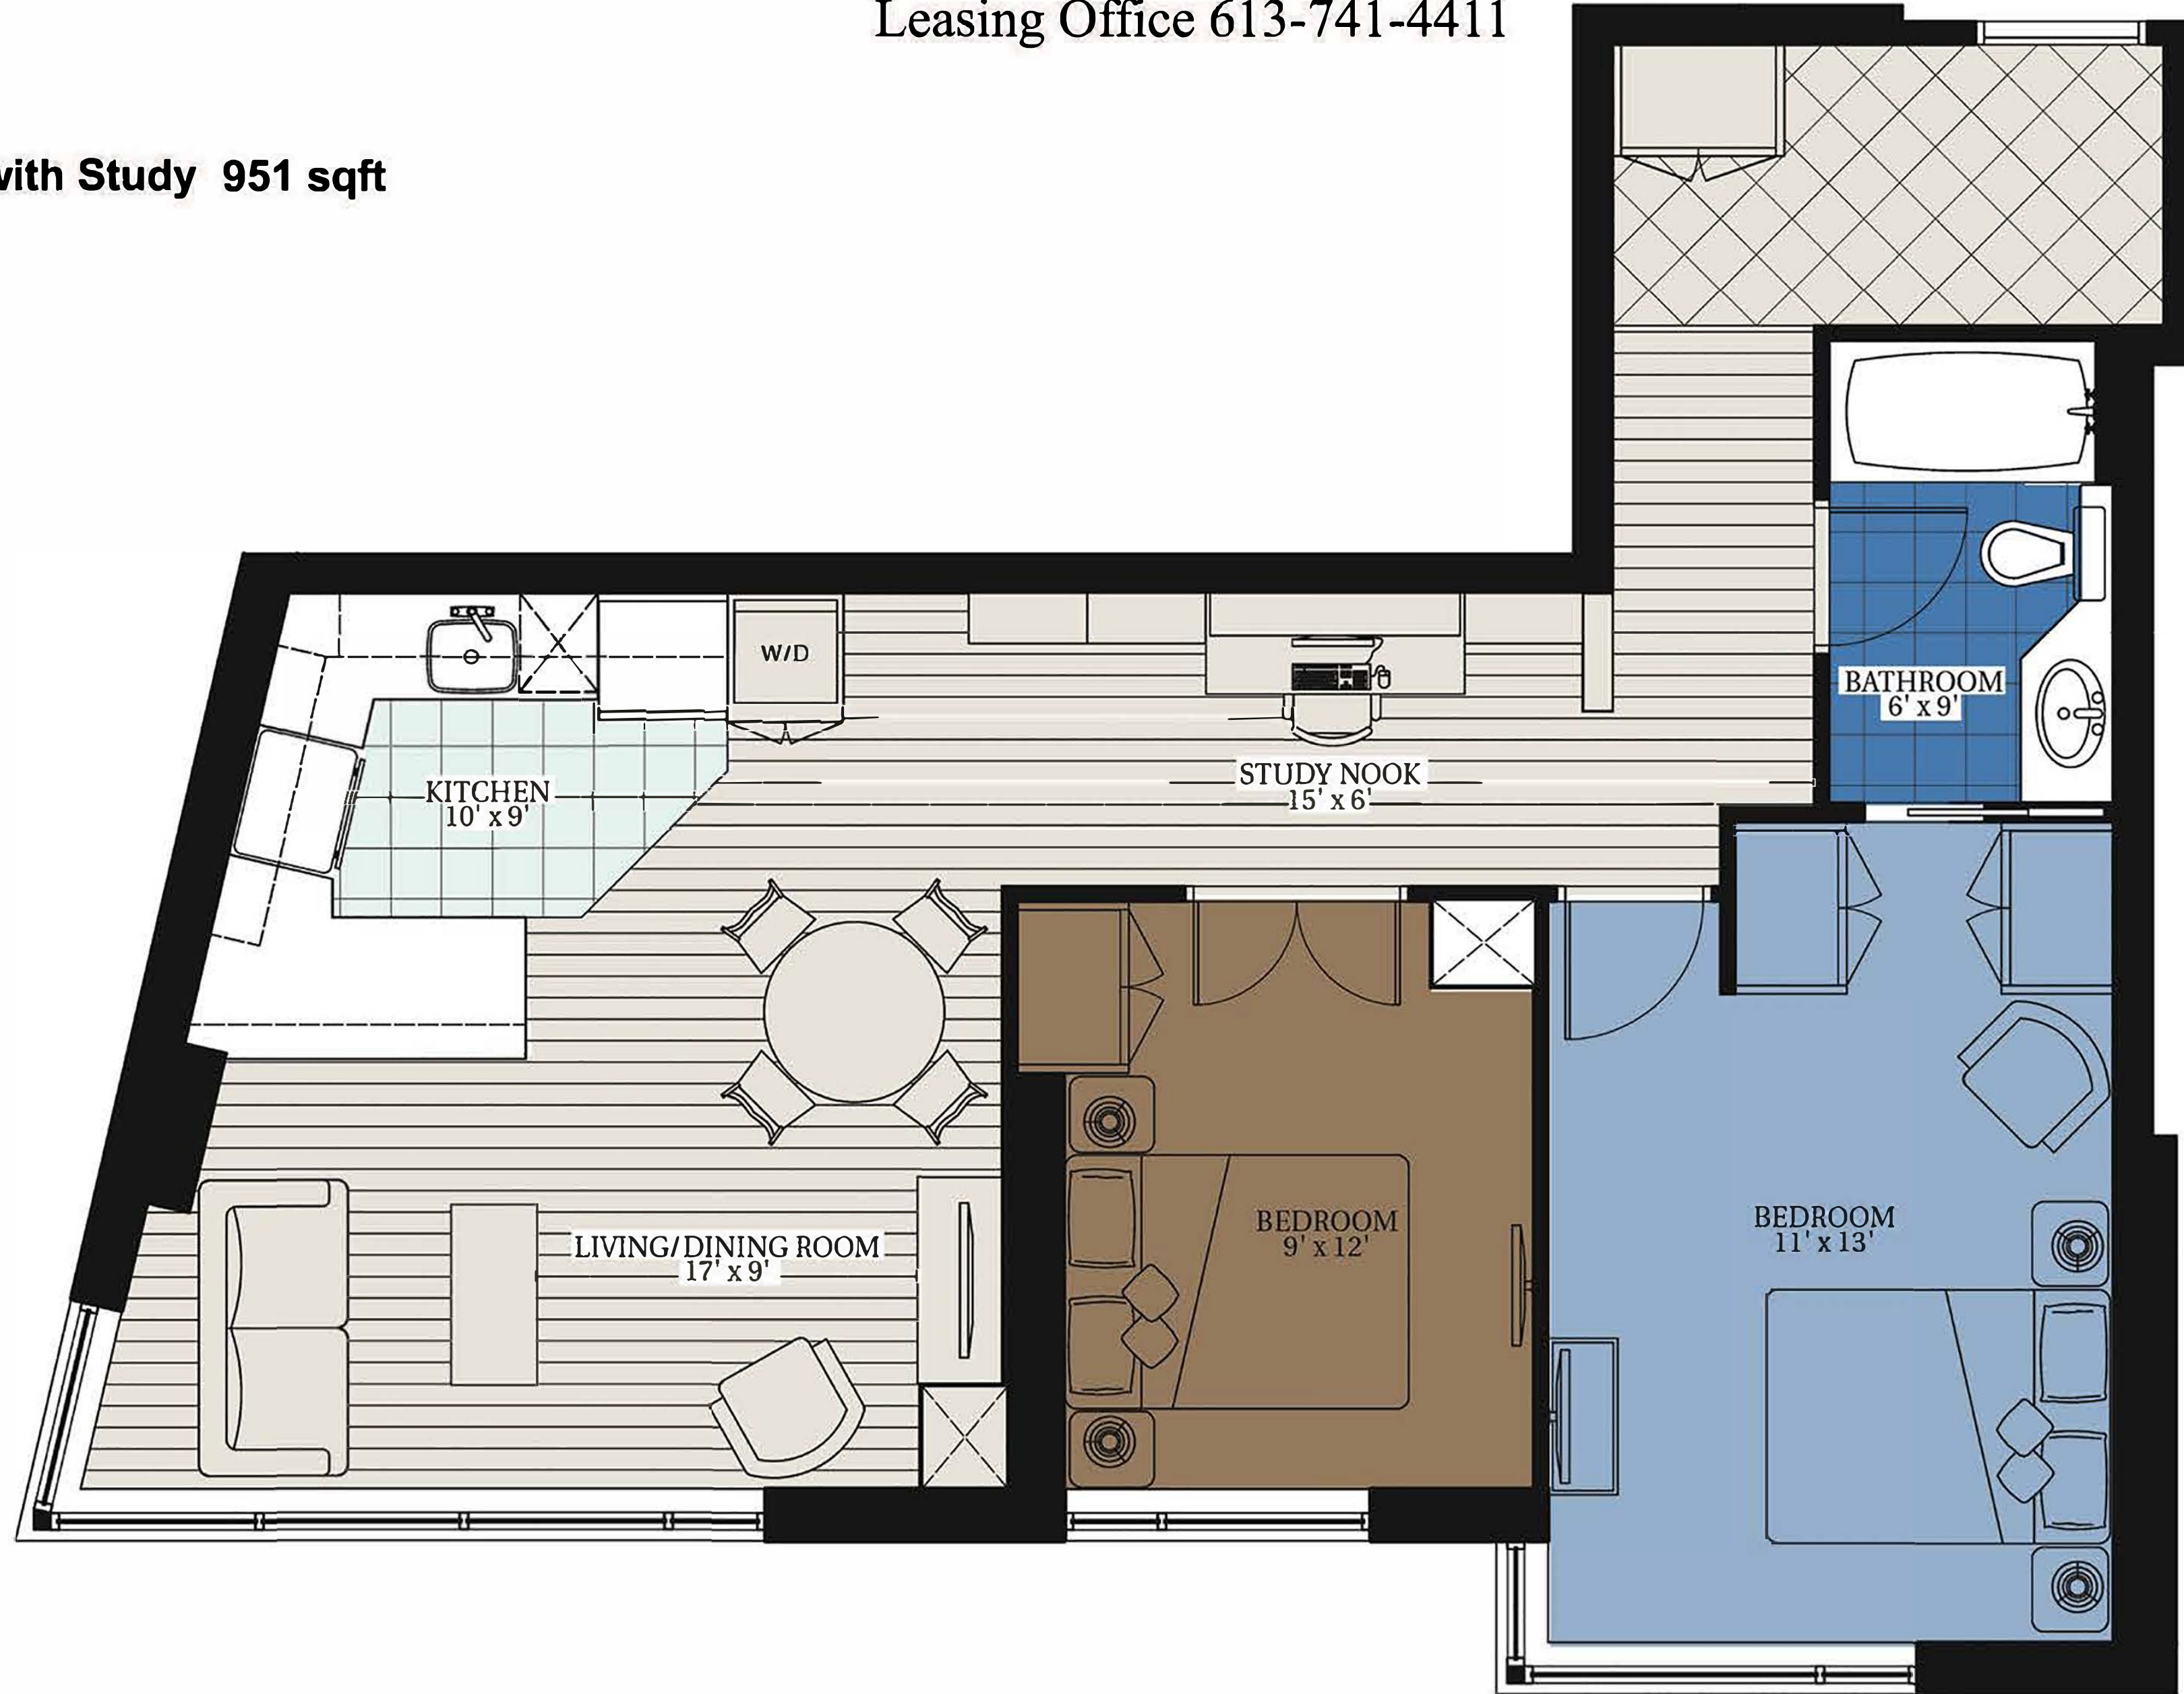 Leasing Office 613-741-4411
with Study 951 sqft
W/D
BATHROOM
6' x 9'
STUDY NOOK
15' x 6'
KITCHEN
10' x 9'
BEDROOM
9' x 12'
BEDROOM
11' x 13'
LIVING/DINING ROOM
17' x 9'